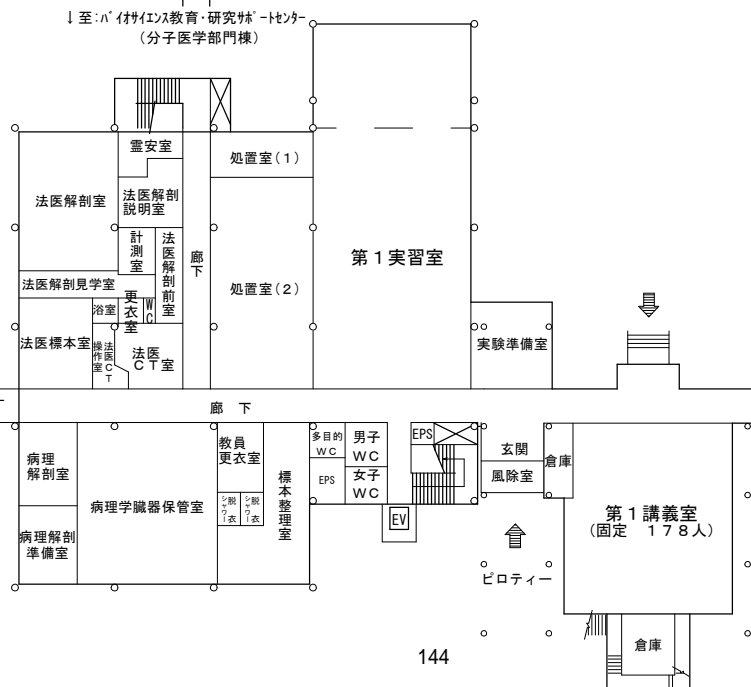 ↓至:バイオサイエンス教育・研究サポートセンター
(分子医学部門棟)
霊安室
処置室(1)
法医解剖室
法医解剖
説明室
計測室
法医解剖前室
廊下
第1実習室
法医解剖見学室
処置室(2)
浴室
更衣室
WC
法医標本室
法医CT
操作室
法医
CT室
実験準備室
廊 下
病理
解剖室
病理学臓器保管室
教員
更衣室
標本整理室
多目的
WC
男子
WC
EPS
女子
WC
EPS
玄関
倉庫
風除室
脱衣
シャワー
脱衣
シャワー
病理解剖
準備室
EV
第1講義室
(固定 178人)
ピロティー
倉庫
144